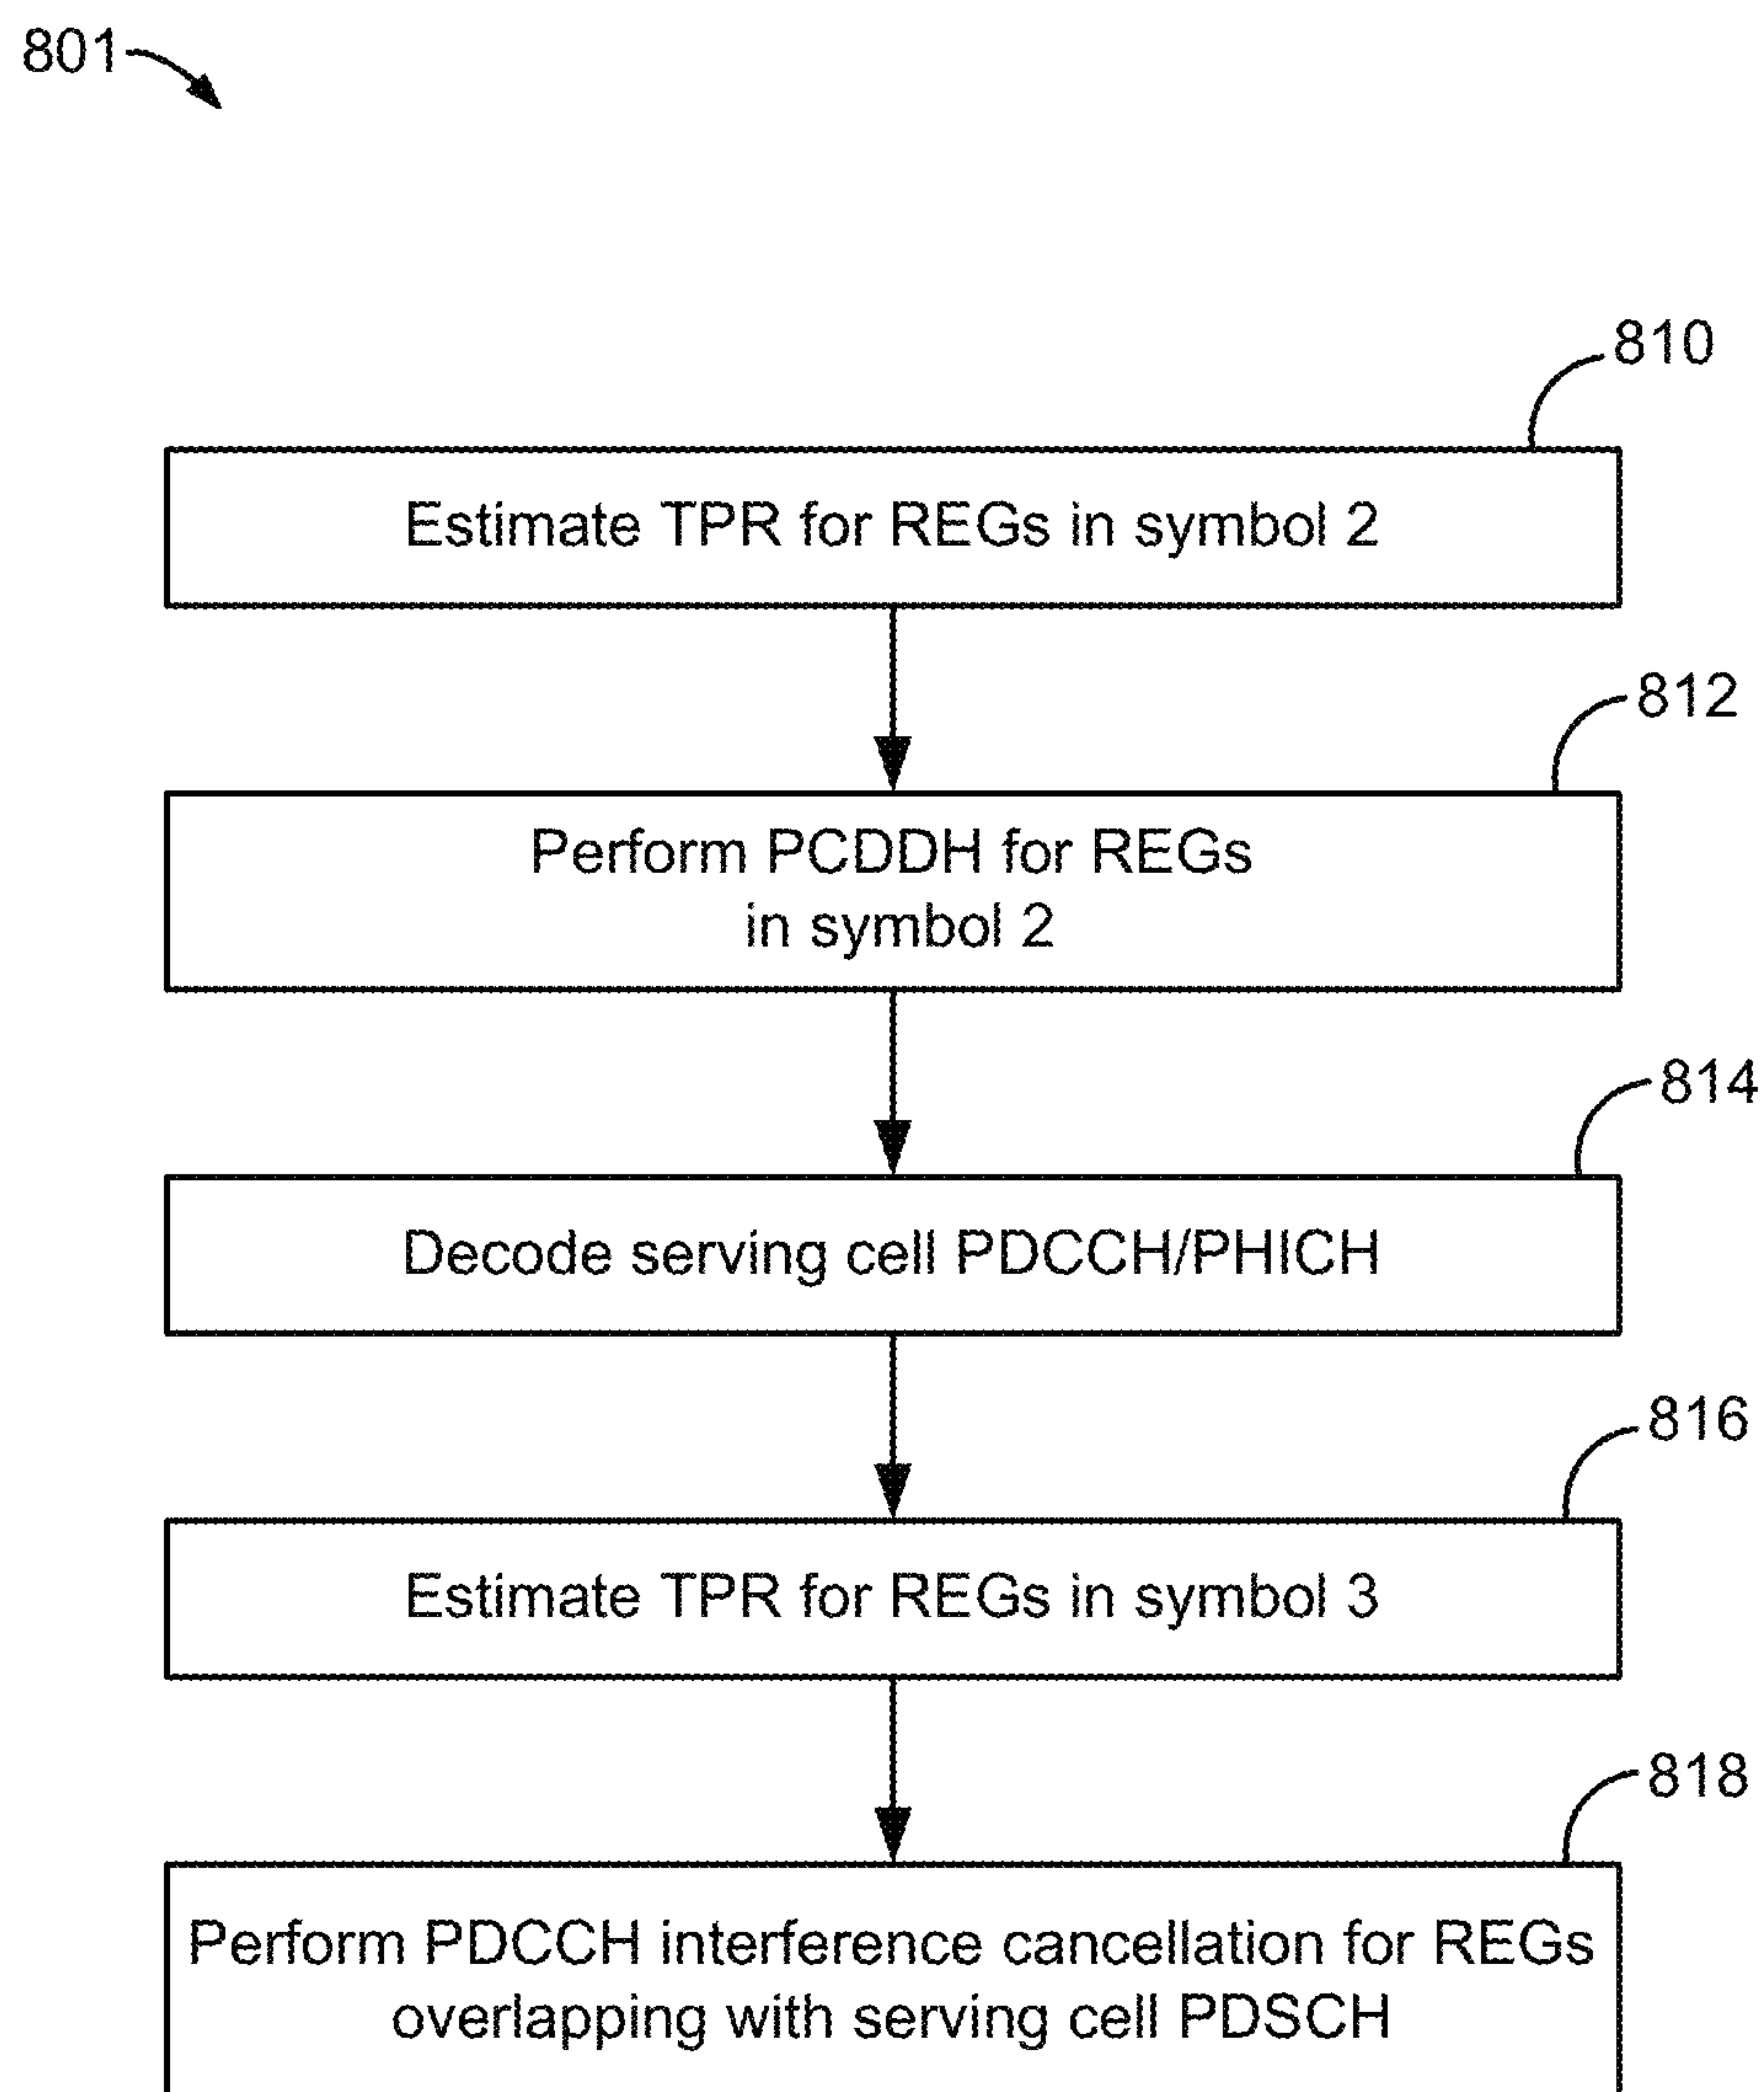 801
810
Estimate TPR for REGs in symbol 2
812
Perform PCDDH for REGs
in symbol 2
814
Decode serving cell PDCCH/PHICH
816
Estimate TPR for REGs in symbol 3
818
Perform PDCCH interference cancellation for REGs
overlapping with serving cell PDSCH